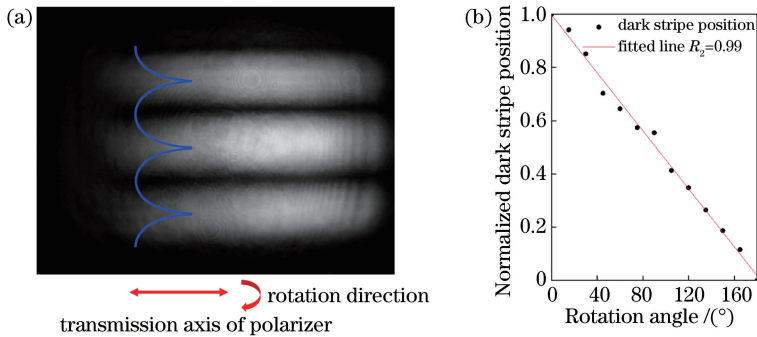 (a)
rotation direction
transmission axis of polarizer
(b)
Normalized dark stripe position
1.0
0.8
0.6
0.4
0.2
0
dark stripe position
fitted line R₂=0.99
0 40 80 120 160
Rotation angle /(°)